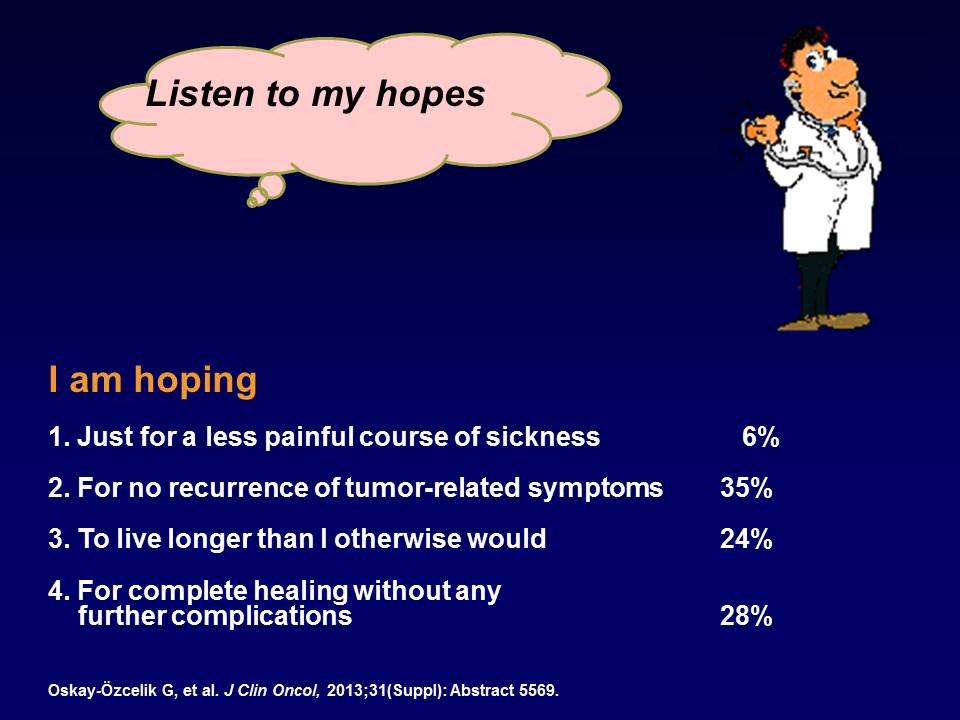 Listen to my hopes
I am hoping
1. Just for a less painful course of sickness 6%
2. For no recurrence of tumor-related symptoms 35%
3. To live longer than I otherwise would 24%
4. For complete healing without any
further complications 28%
Oskay-Özcelik G, et al. J Clin Oncol, 2013;31(Suppl): Abstract 5569.